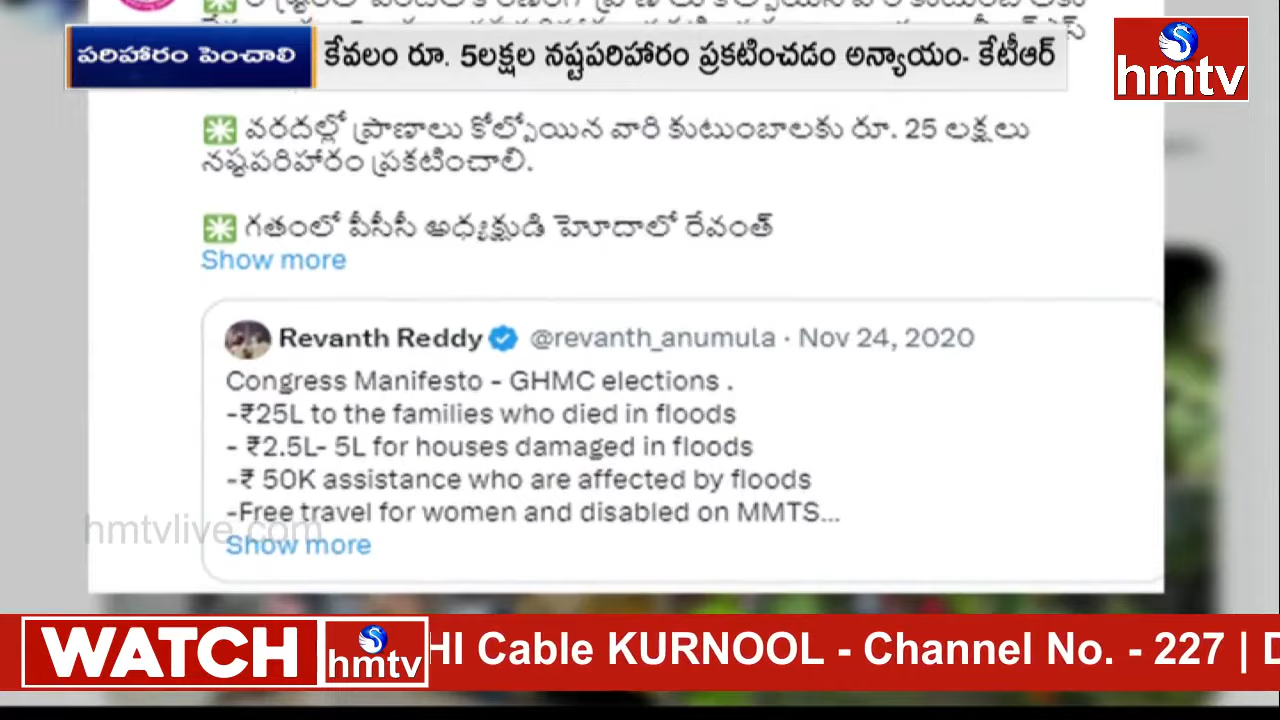 పరిహారం పెంచాలి
కేవలం రూ. 5లక్షల నష్టపరిహారం ప్రకటించడం అన్యాయం- కేటీఆర్
hmtv
వరదల్లో ప్రాణాలు కోల్పోయిన వారి కుటుంబాలకు రూ. 25 లక్షలు
నష్టపరిహారం ప్రకటించాలి.
గతంలో పీసీసీ అధ్యక్షుడి హోదాలో రేవంత్
Show more
Revanth Reddy @revanth_anumula · Nov 24, 2020
Congress Manifesto - GHMC elections .
-₹25L to the families who died in floods
- ₹2.5L- 5L for houses damaged in floods
-₹ 50K assistance who are affected by floods
-Free travel for women and disabled on MMTS...
hmtvlive.com
Show more
WATCH hmtv HI Cable KURNOOL - Channel No. - 227 | D